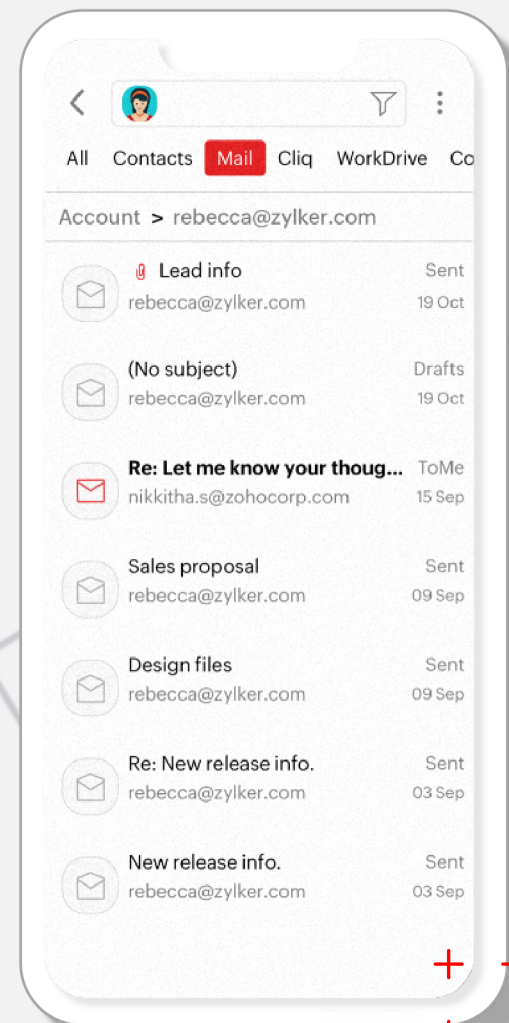 All Contacts Mail Cliq WorkDrive Co
Account > rebecca@zylker.com
Lead info Sent
rebecca@zylker.com 19 Oct
(No subject) Drafts
rebecca@zylker.com 19 Oct
Re: Let me know your thoug... ToMe
nikkitha.s@zohocorp.com 15 Sep
Sales proposal Sent
rebecca@zylker.com 09 Sep
Design files Sent
rebecca@zylker.com 09 Sep
Re: New release info. Sent
rebecca@zylker.com 03 Sep
New release info. Sent
rebecca@zylker.com 03 Sep